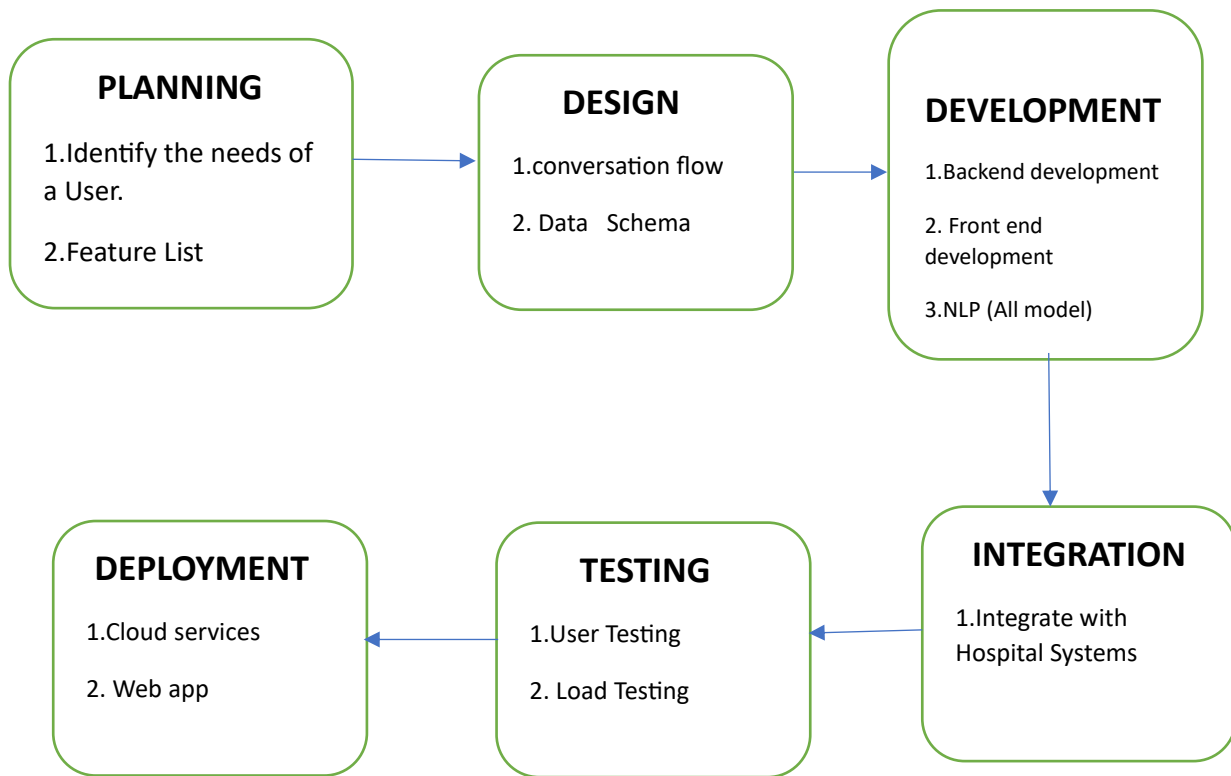 PLANNING
1.Identify the needs of
a User.
2.Feature List
DESIGN
1.conversation flow
2. Data Schema
DEVELOPMENT
1.Backend development
2. Front end
development
3.NLP (All model)
INTEGRATION
1.Integrate with
Hospital Systems
TESTING
1.User Testing
2. Load Testing
DEPLOYMENT
1.Cloud services
2. Web app